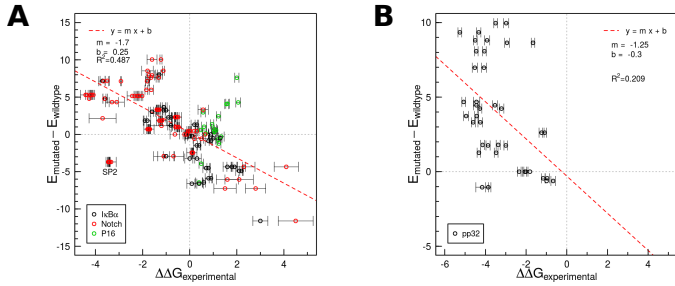 A
B
y = m x + b
m = -1.7
b = 0.25
R²=0.487
15
10
5
0
-5
-10
-15
E_mutated − E_wildtype
SP2
IκBα
Notch
P16
-4
-2
0
2
4
ΔΔG_experimental
y = m x + b
m = -1.25
b = -0.3
R²=0.209
10
5
0
-5
E_mutated − E_wildtype
pp32
-6
-4
-2
0
2
4
ΔΔG_experimental